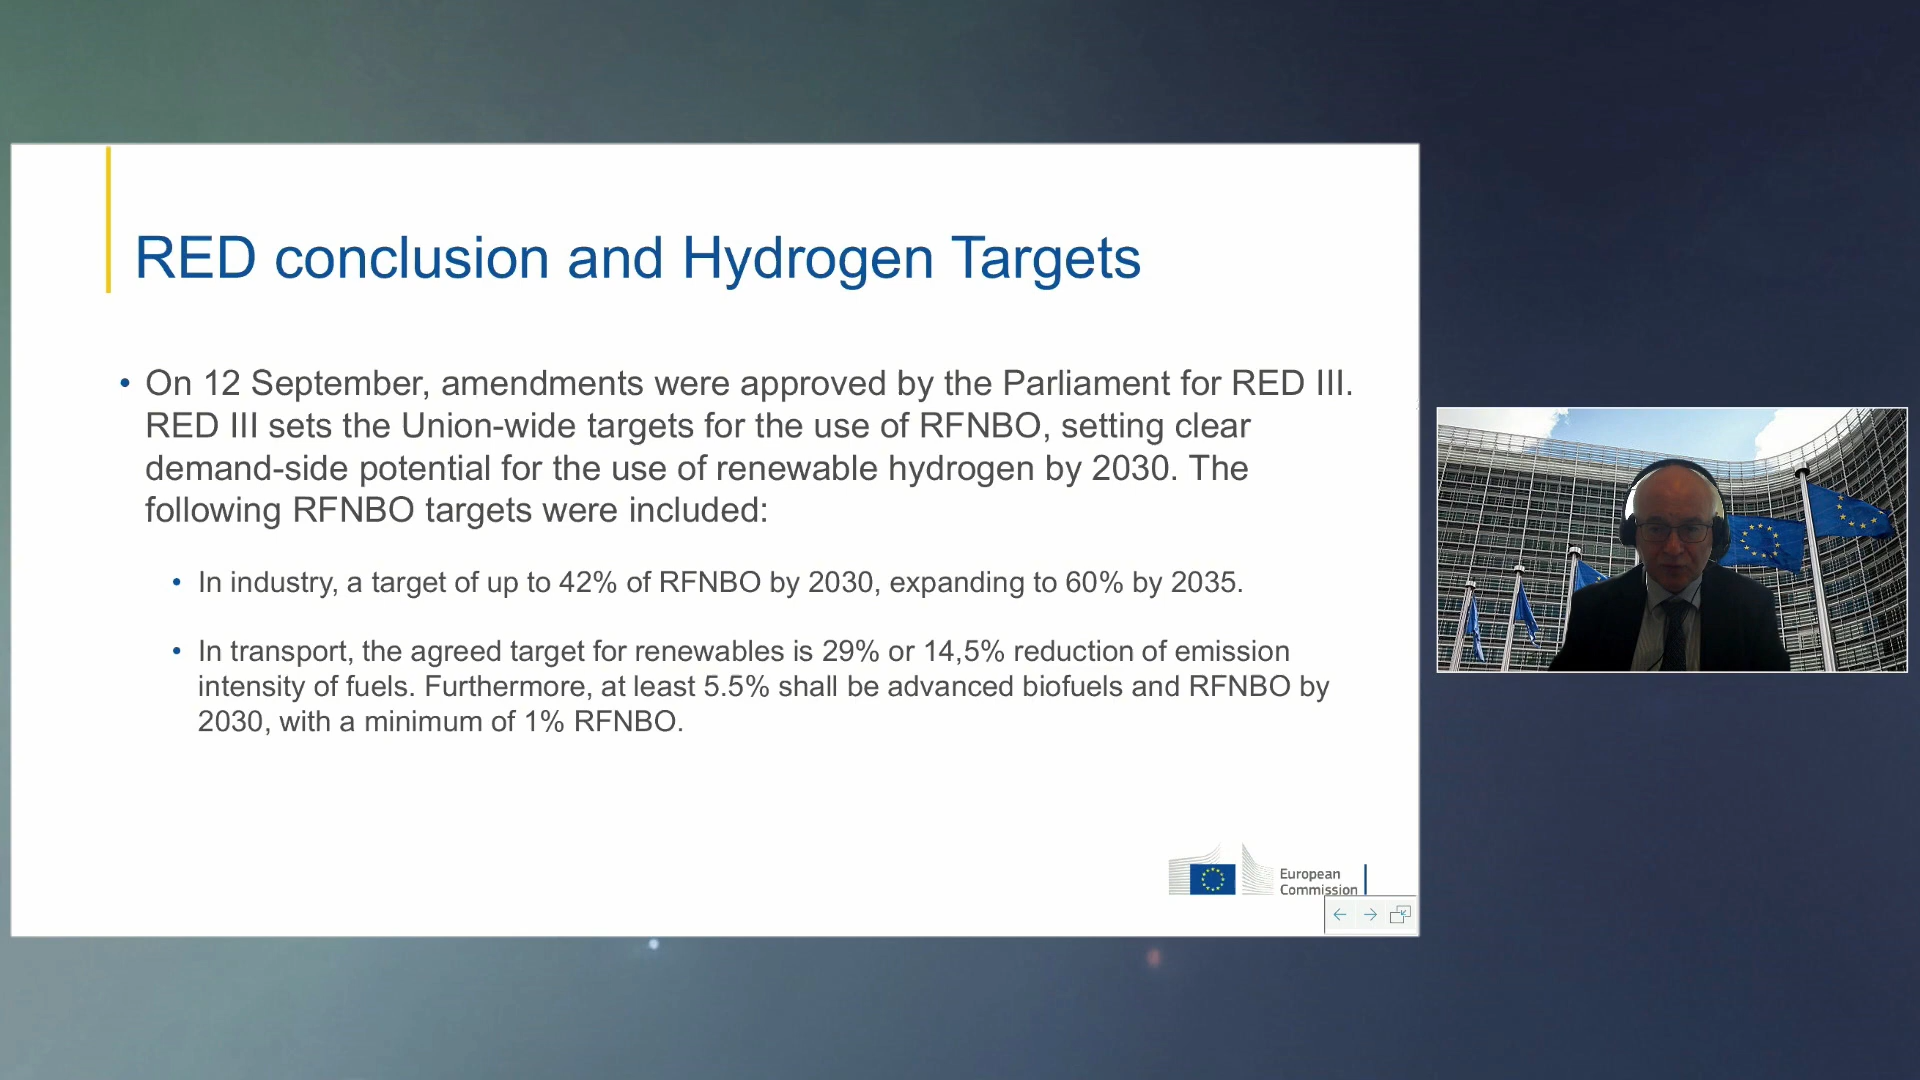 RED conclusion and Hydrogen Targets
• On 12 September, amendments were approved by the Parliament for RED III.
RED III sets the Union-wide targets for the use of RFNBO, setting clear
demand-side potential for the use of renewable hydrogen by 2030. The
following RFNBO targets were included:
• In industry, a target of up to 42% of RFNBO by 2030, expanding to 60% by 2035.
• In transport, the agreed target for renewables is 29% or 14,5% reduction of emission
intensity of fuels. Furthermore, at least 5.5% shall be advanced biofuels and RFNBO by
2030, with a minimum of 1% RFNBO.
European
Commission